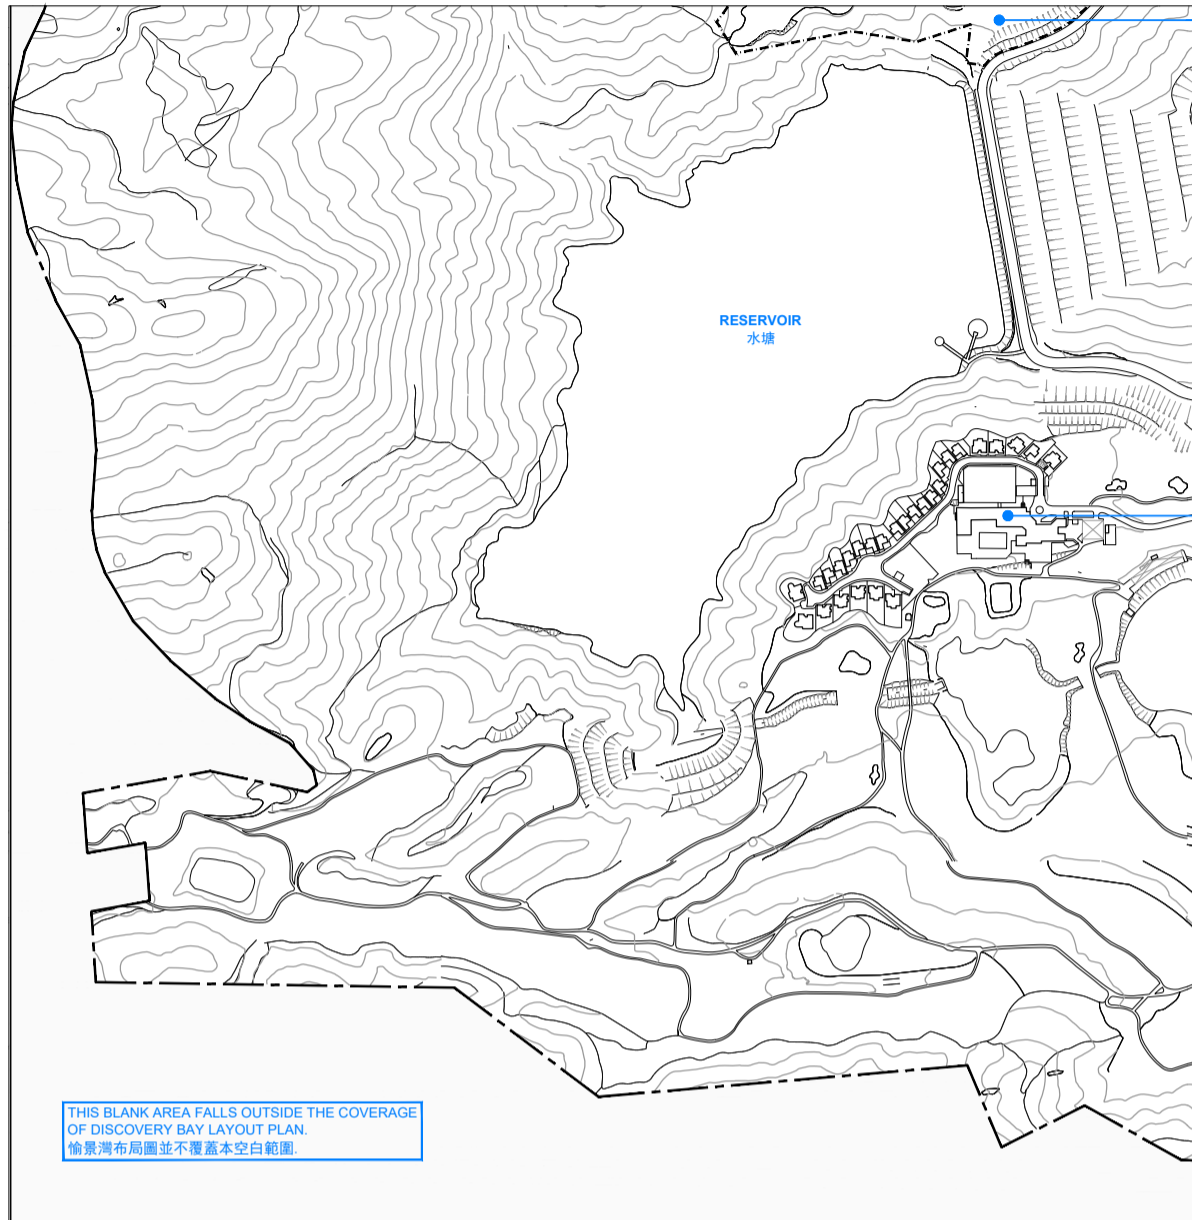 RESERVOIR
水塘
THIS BLANK AREA FALLS OUTSIDE THE COVERAGE
OF DISCOVERY BAY LAYOUT PLAN.
愉景灣布局圖並不覆蓋本空白範圍.